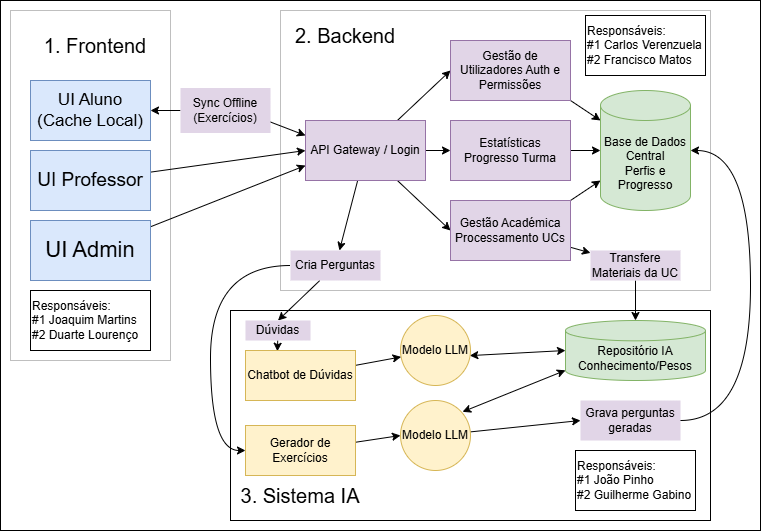 1. Frontend
UI Aluno
(Cache Local)
UI Professor
UI Admin
Responsáveis:
#1 Joaquim Martins
#2 Duarte Lourenço
Sync Offline
(Exercícios)
2. Backend
Responsáveis:
#1 Carlos Verenzuela
#2 Francisco Matos
API Gateway / Login
Gestão de
Utilizadores Auth e
Permissões
Estatísticas
Progresso Turma
Gestão Académica
Processamento UCs
Base de Dados
Central
Perfis e
Progresso
Cria Perguntas
Transfere
Materiais da UC
Dúvidas
Chatbot de Dúvidas
Modelo LLM
Repositório IA
Conhecimento/Pesos
Gerador de
Exercícios
Modelo LLM
Grava perguntas
geradas
3. Sistema IA
Responsáveis:
#1 João Pinho
#2 Guilherme Gabino